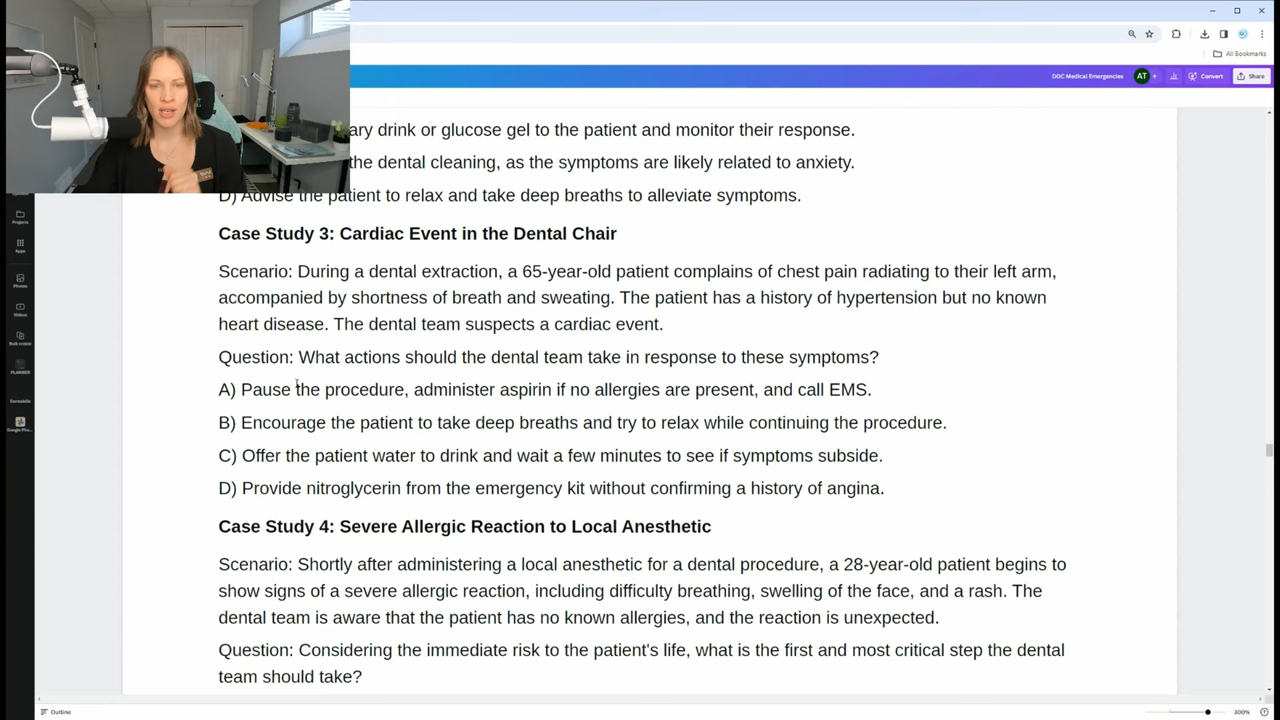 All Bookmarks
DOC Medical Emergencies
AT
+
Convert
Share
ary drink or glucose gel to the patient and monitor their response.
the dental cleaning, as the symptoms are likely related to anxiety.
D) Advise the patient to relax and take deep breaths to alleviate symptoms.
Case Study 3: Cardiac Event in the Dental Chair
Scenario: During a dental extraction, a 65-year-old patient complains of chest pain radiating to their left arm,
accompanied by shortness of breath and sweating. The patient has a history of hypertension but no known
heart disease. The dental team suspects a cardiac event.
Question: What actions should the dental team take in response to these symptoms?
A) Pause the procedure, administer aspirin if no allergies are present, and call EMS.
B) Encourage the patient to take deep breaths and try to relax while continuing the procedure.
C) Offer the patient water to drink and wait a few minutes to see if symptoms subside.
D) Provide nitroglycerin from the emergency kit without confirming a history of angina.
Case Study 4: Severe Allergic Reaction to Local Anesthetic
Scenario: Shortly after administering a local anesthetic for a dental procedure, a 28-year-old patient begins to
show signs of a severe allergic reaction, including difficulty breathing, swelling of the face, and a rash. The
dental team is aware that the patient has no known allergies, and the reaction is unexpected.
Question: Considering the immediate risk to the patient's life, what is the first and most critical step the dental
team should take?
Projects
Apps
Photos
Videos
PLANNER
Outline
300%